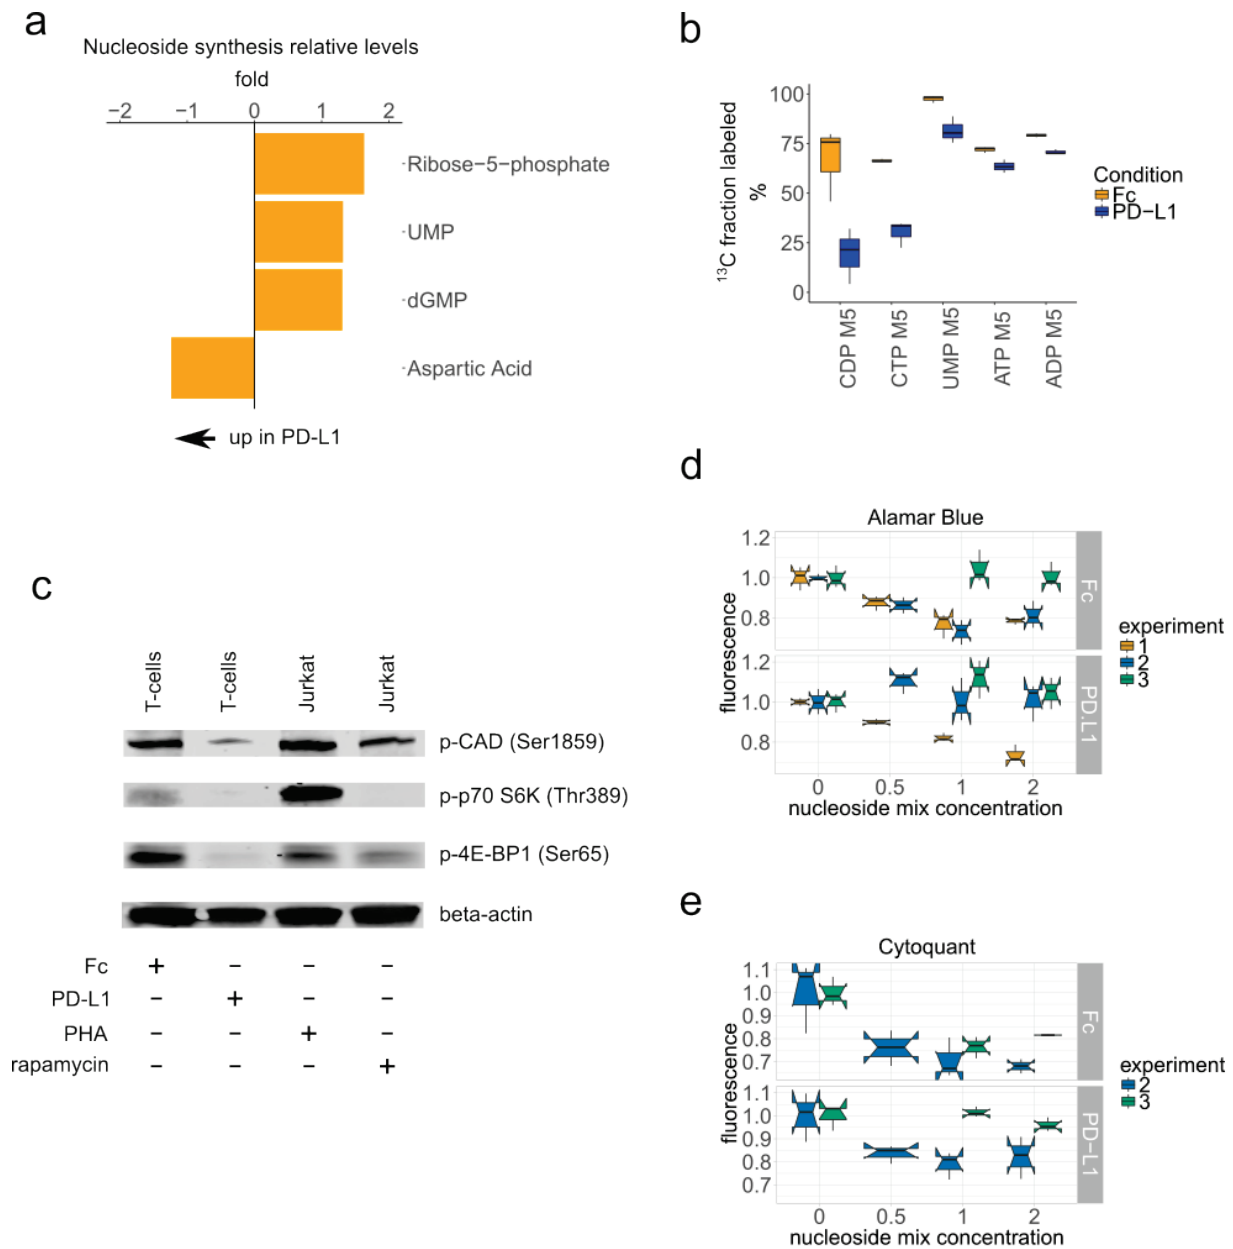 a
Nucleoside synthesis relative levels
fold
−2 −1 0 1 2
Ribose−5−phosphate
UMP
dGMP
Aspartic Acid
up in PD-L1
b
13C fraction labeled
%
100
75
50
25
0
CDP M5
CTP M5
UMP M5
ATP M5
ADP M5
Condition
Fc
PD−L1
c
T-cells
T-cells
Jurkat
Jurkat
p-CAD (Ser1859)
p-p70 S6K (Thr389)
p-4E-BP1 (Ser65)
beta-actin
Fc + − − −
PD-L1 − + − −
PHA − − + −
rapamycin − − − +
d
Alamar Blue
fluorescence
1.2
1.0
0.8
Fc
1.2
1.0
0.8
PD.L1
0 0.5 1 2
nucleoside mix concentration
experiment
1
2
3
e
Cytoquant
fluorescence
1.1
1.0
0.9
0.8
0.7
Fc
1.1
1.0
0.9
0.8
0.7
PD−L1
0 0.5 1 2
nucleoside mix concentration
experiment
2
3